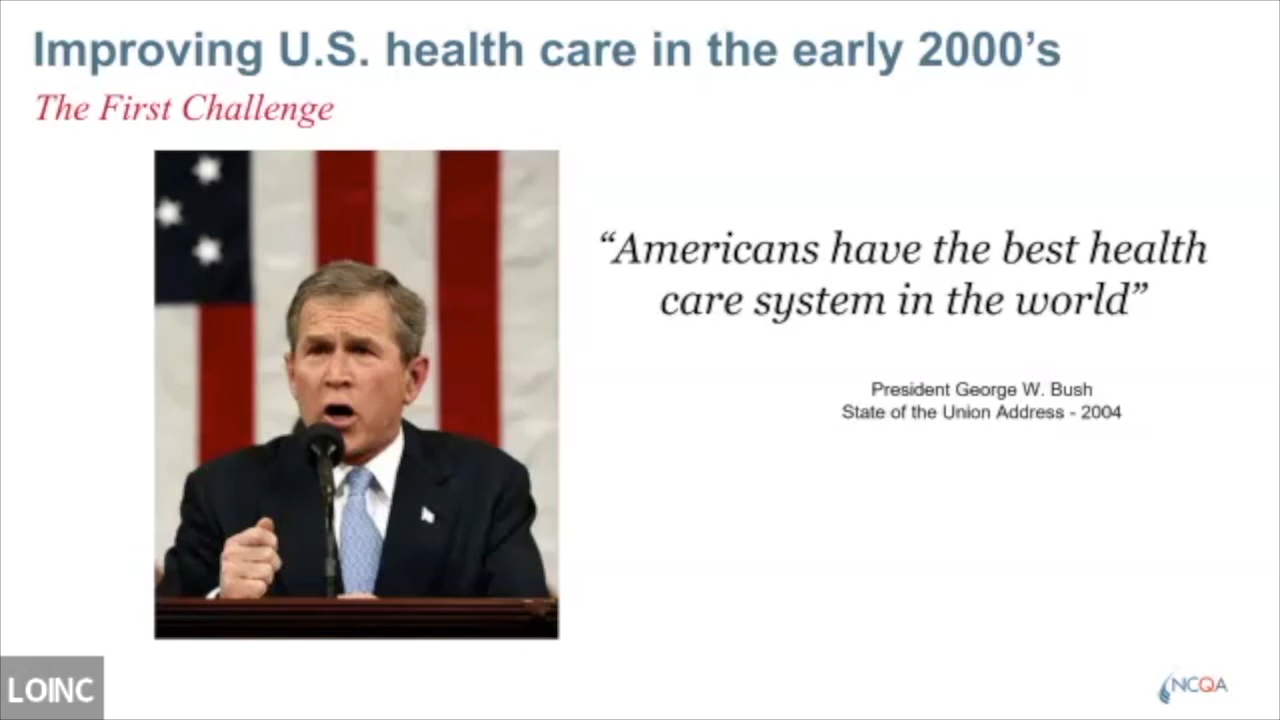 Improving U.S. health care in the early 2000’s
The First Challenge
“Americans have the best health
care system in the world”
President George W. Bush
State of the Union Address - 2004
LOINC
NCQA